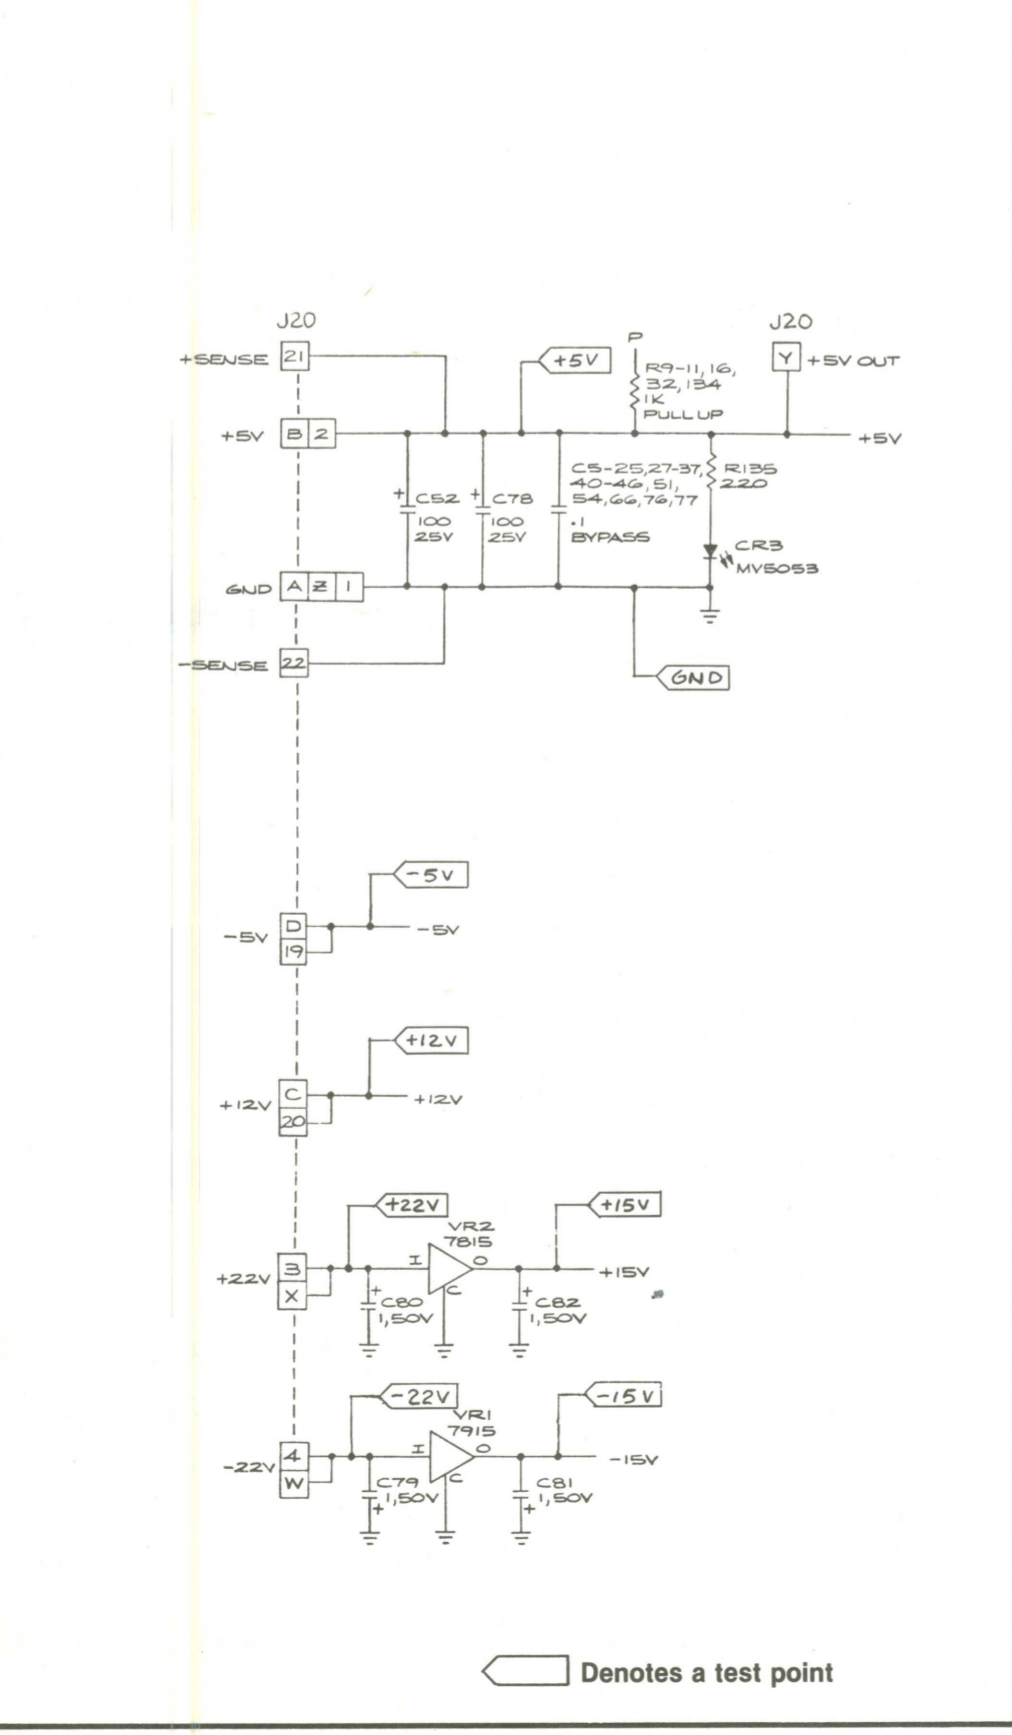 J20
J20
+SENSE 21
+5V
P
R9-11,16,
32,134
1K
PULL UP
Y +5V OUT
+5V B 2
+5V
+ C52
100
25V
+ C78
100
25V
C5-25,27-37,
40-46,51,
54,66,76,77
.1
BYPASS
R135
220
CR3
MV5053
GND A Z 1
-SENSE 22
GND
-5V
-5V D 19
-5V
+12V
+12V C 20
+12V
+22V
+15V
VR2
7815
+22V 3 X
I O C
+15V
+ C80
1,50V
+ C82
1,50V
-22V
-15V
VR1
7915
-22V 4 W
I O C
-15V
C79
+ 1,50V
C81
+ 1,50V
Denotes a test point